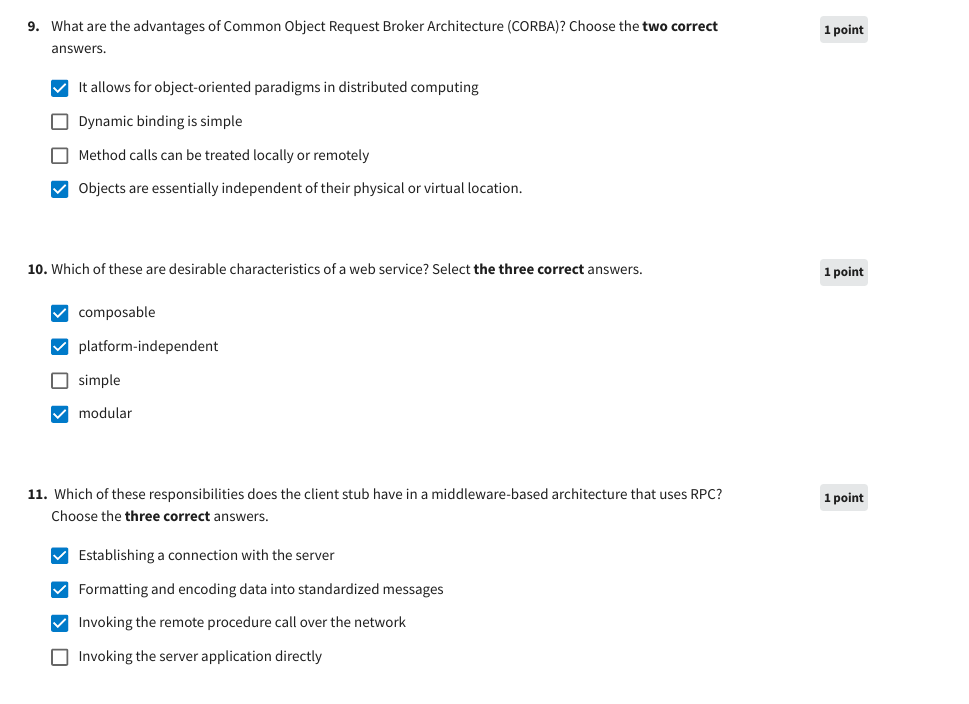 9. What are the advantages of Common Object Request Broker Architecture (CORBA)? Choose the two correct
1 point
answers.
It allows for object-oriented paradigms in distributed computing
Dynamic binding is simple
Method calls can be treated locally or remotely
Objects are essentially independent of their physical or virtual location.
10. Which of these are desirable characteristics of a web service? Select the three correct answers.
1 point
composable
platform-independent
simple
modular
11. Which of these responsibilities does the client stub have in a middleware-based architecture that uses RPC?
1 point
Choose the three correct answers.
Establishing a connection with the server
Formatting and encoding data into standardized messages
Invoking the remote procedure call over the network
Invoking the server application directly